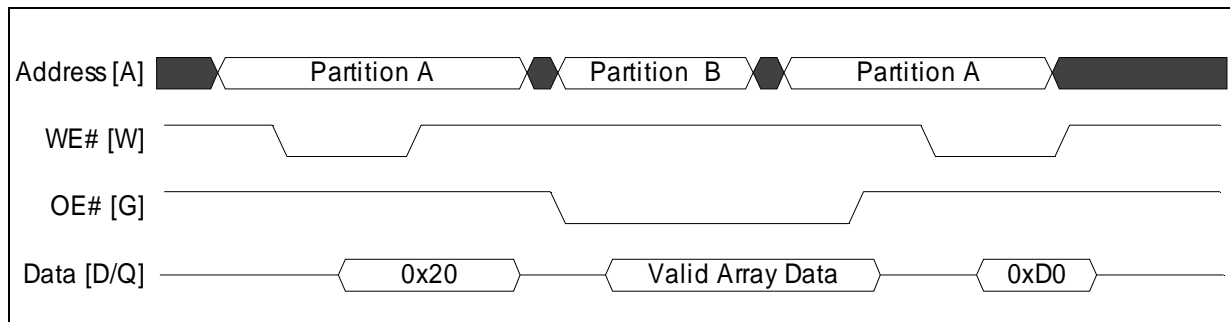 Address [A] Partition A Partition B Partition A
WE# [W]
OE# [G]
Data [D/Q] 0x20 Valid Array Data 0xD0